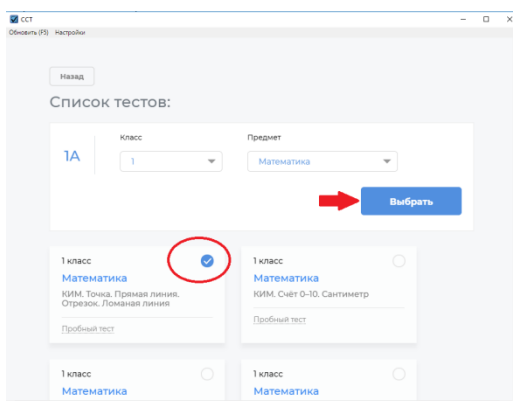 ССТ
Обновить (F5) Настройки
Назад
Список тестов:
Класс Предмет
1А 1 Математика
Выбрать
1 класс
Математика
КИМ. Точка. Прямая линия.
Отрезок. Ломаная линия
Пробный тест
1 класс
Математика
КИМ. Счёт 0–10. Сантиметр
Пробный тест
1 класс
Математика
1 класс
Математика